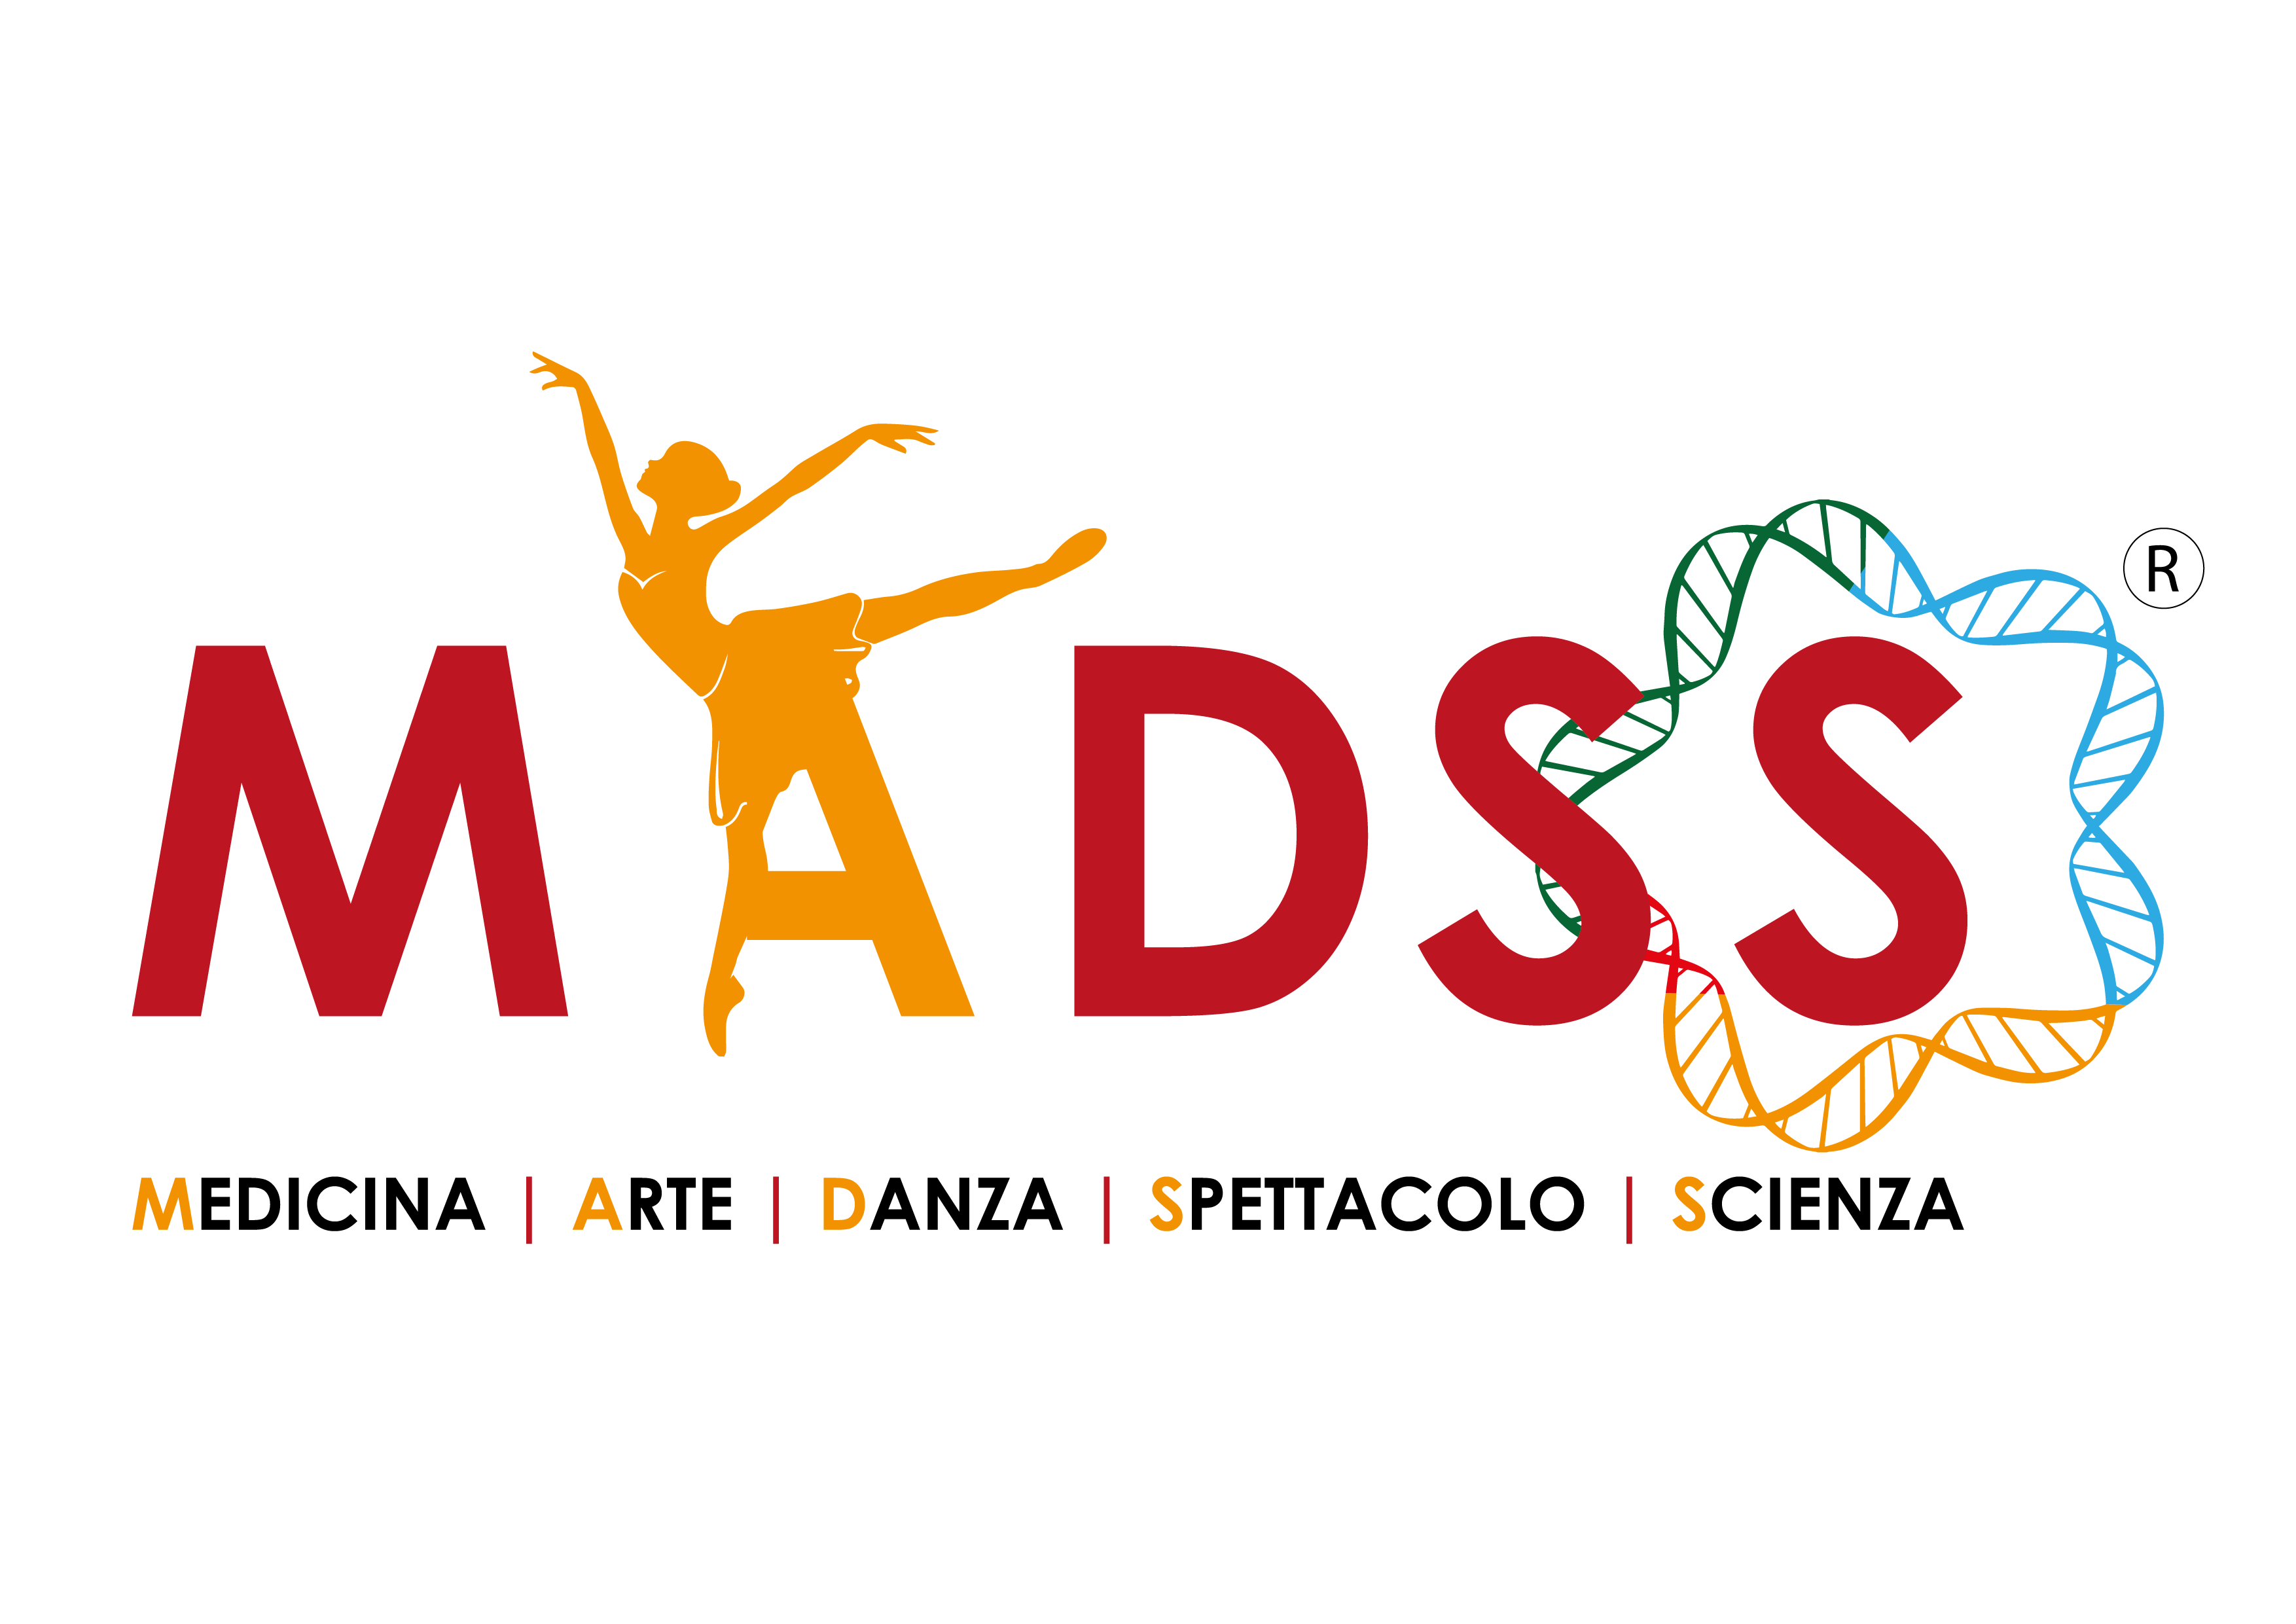 MADSS ®
MEDICINA | ARTE | DANZA | SPETTACOLO | SCIENZA